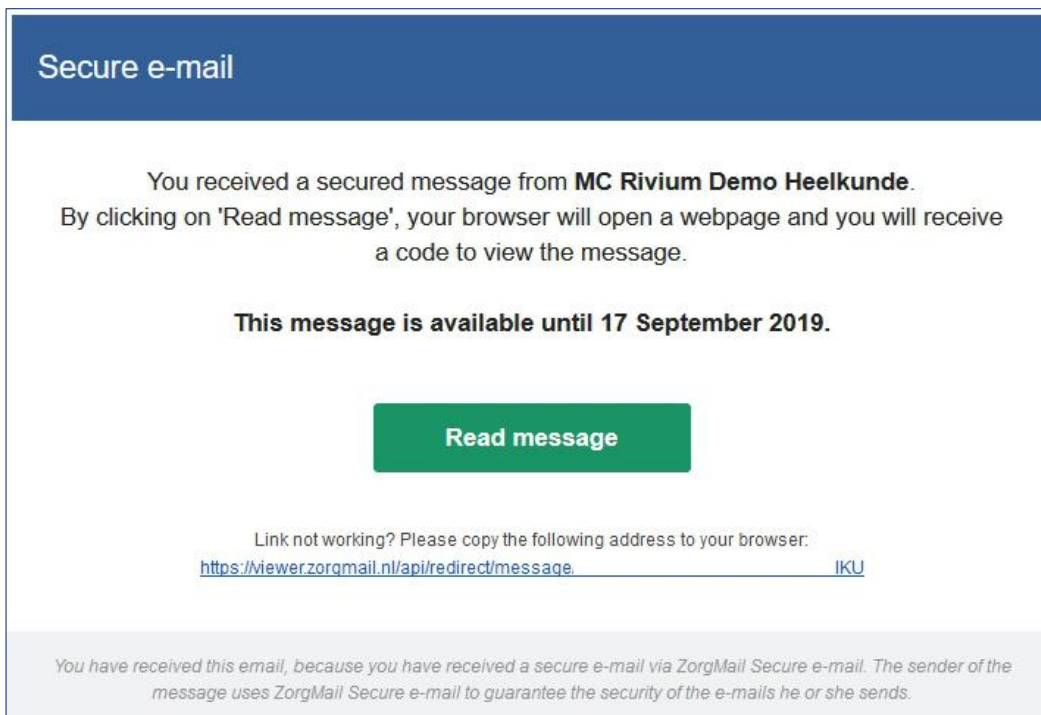 Secure e-mail
You received a secured message from MC Rivium Demo Heelkunde.
By clicking on 'Read message', your browser will open a webpage and you will receive
a code to view the message.
This message is available until 17 September 2019.
Read message
Link not working? Please copy the following address to your browser:
https://viewer.zorgmail.nl/api/redirect/message/ IKU
You have received this email, because you have received a secure e-mail via ZorgMail Secure e-mail. The sender of the
message uses ZorgMail Secure e-mail to guarantee the security of the e-mails he or she sends.